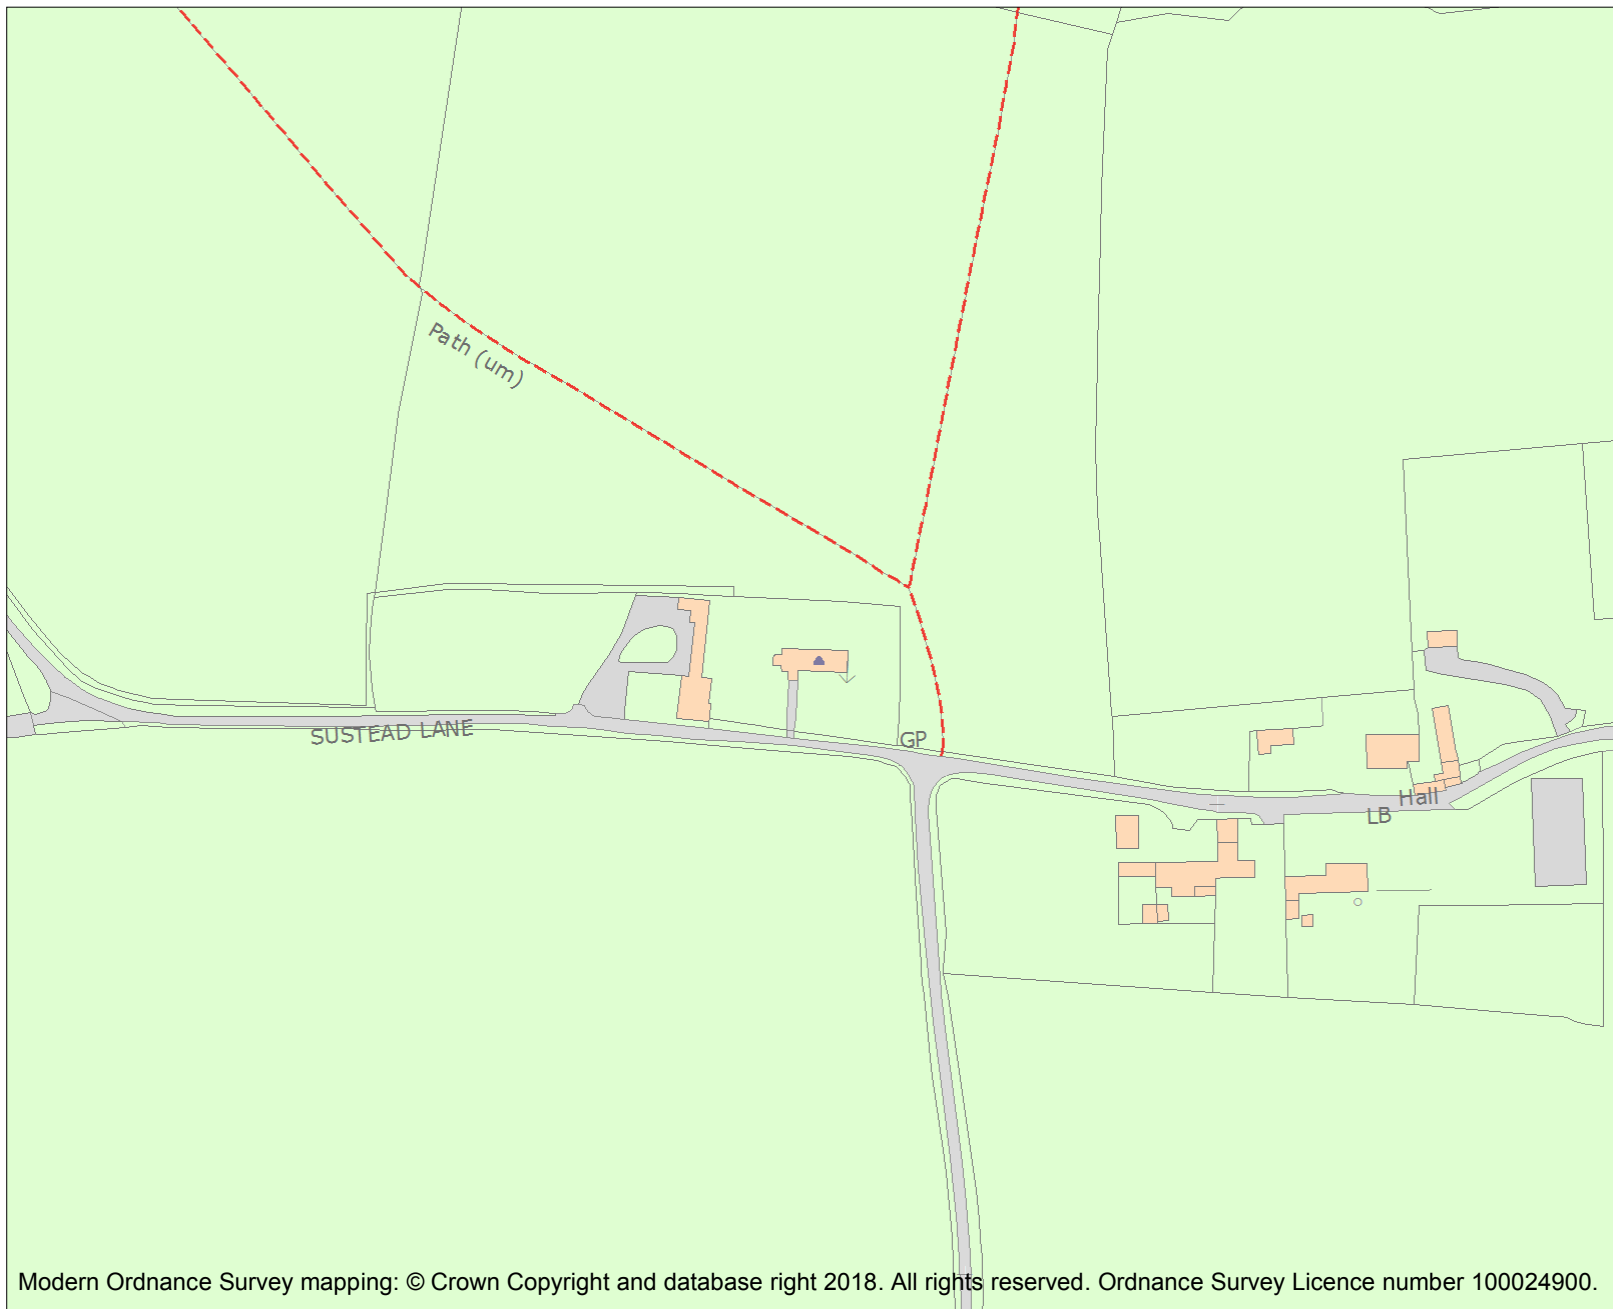 Path (um)
SUSTEAD LANE
GP
Hall
LB
Modern Ordnance Survey mapping: © Crown Copyright and database right 2018. All rights reserved. Ordnance Survey Licence number 100024900.